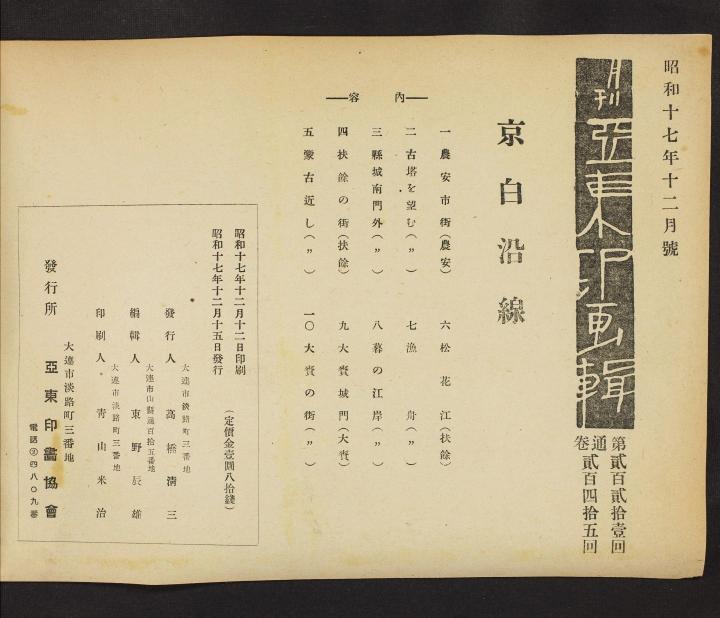 昭和十七年十二月號
月刊亞東印画輯
第貳百貳拾壹回
通卷貳百四拾五回
京白沿線
內容
一 農安市街(農安)
二 古塔を望む(〃)
三 縣城南門外(〃)
四 扶餘の街(扶餘)
五 蒙古近し(〃)
六 松花江(扶餘)
七 漁舟(〃)
八 暮の江岸(〃)
九 大賚城門(大賚)
一〇 大賚の街(〃)
昭和十七年十二月十二日印刷
昭和十七年十二月十五日發行
(定價金壹圓八拾錢)
大連市淡路町三番地
發行人 高橋淸三
大連市山縣通百拾五番地
編輯人 東野辰雄
大連市淡路町三番地
印刷人 靑山米治
大連市淡路町三番地
發行所 亞東印畫協會
電話②四八〇九番